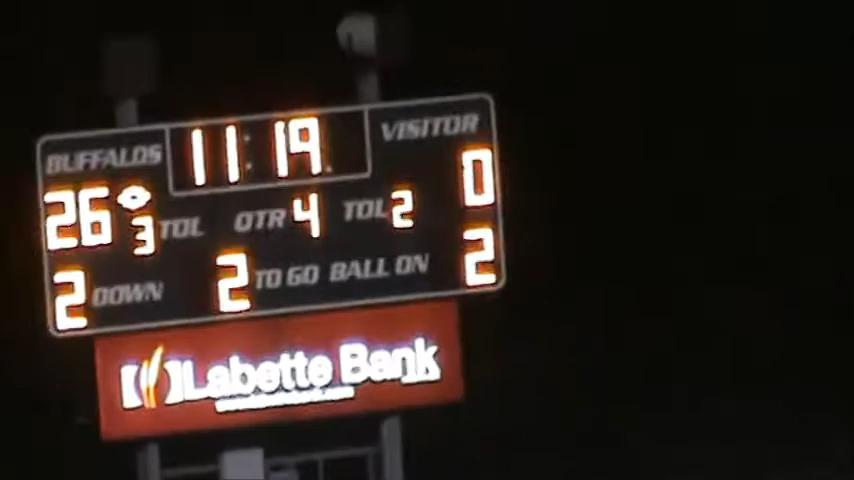 BUFFALOS 11:19 VISITOR
26 3 TOL QTR 4 TOL 2 0
2 DOWN 2 TO GO BALL ON 2
Labette Bank